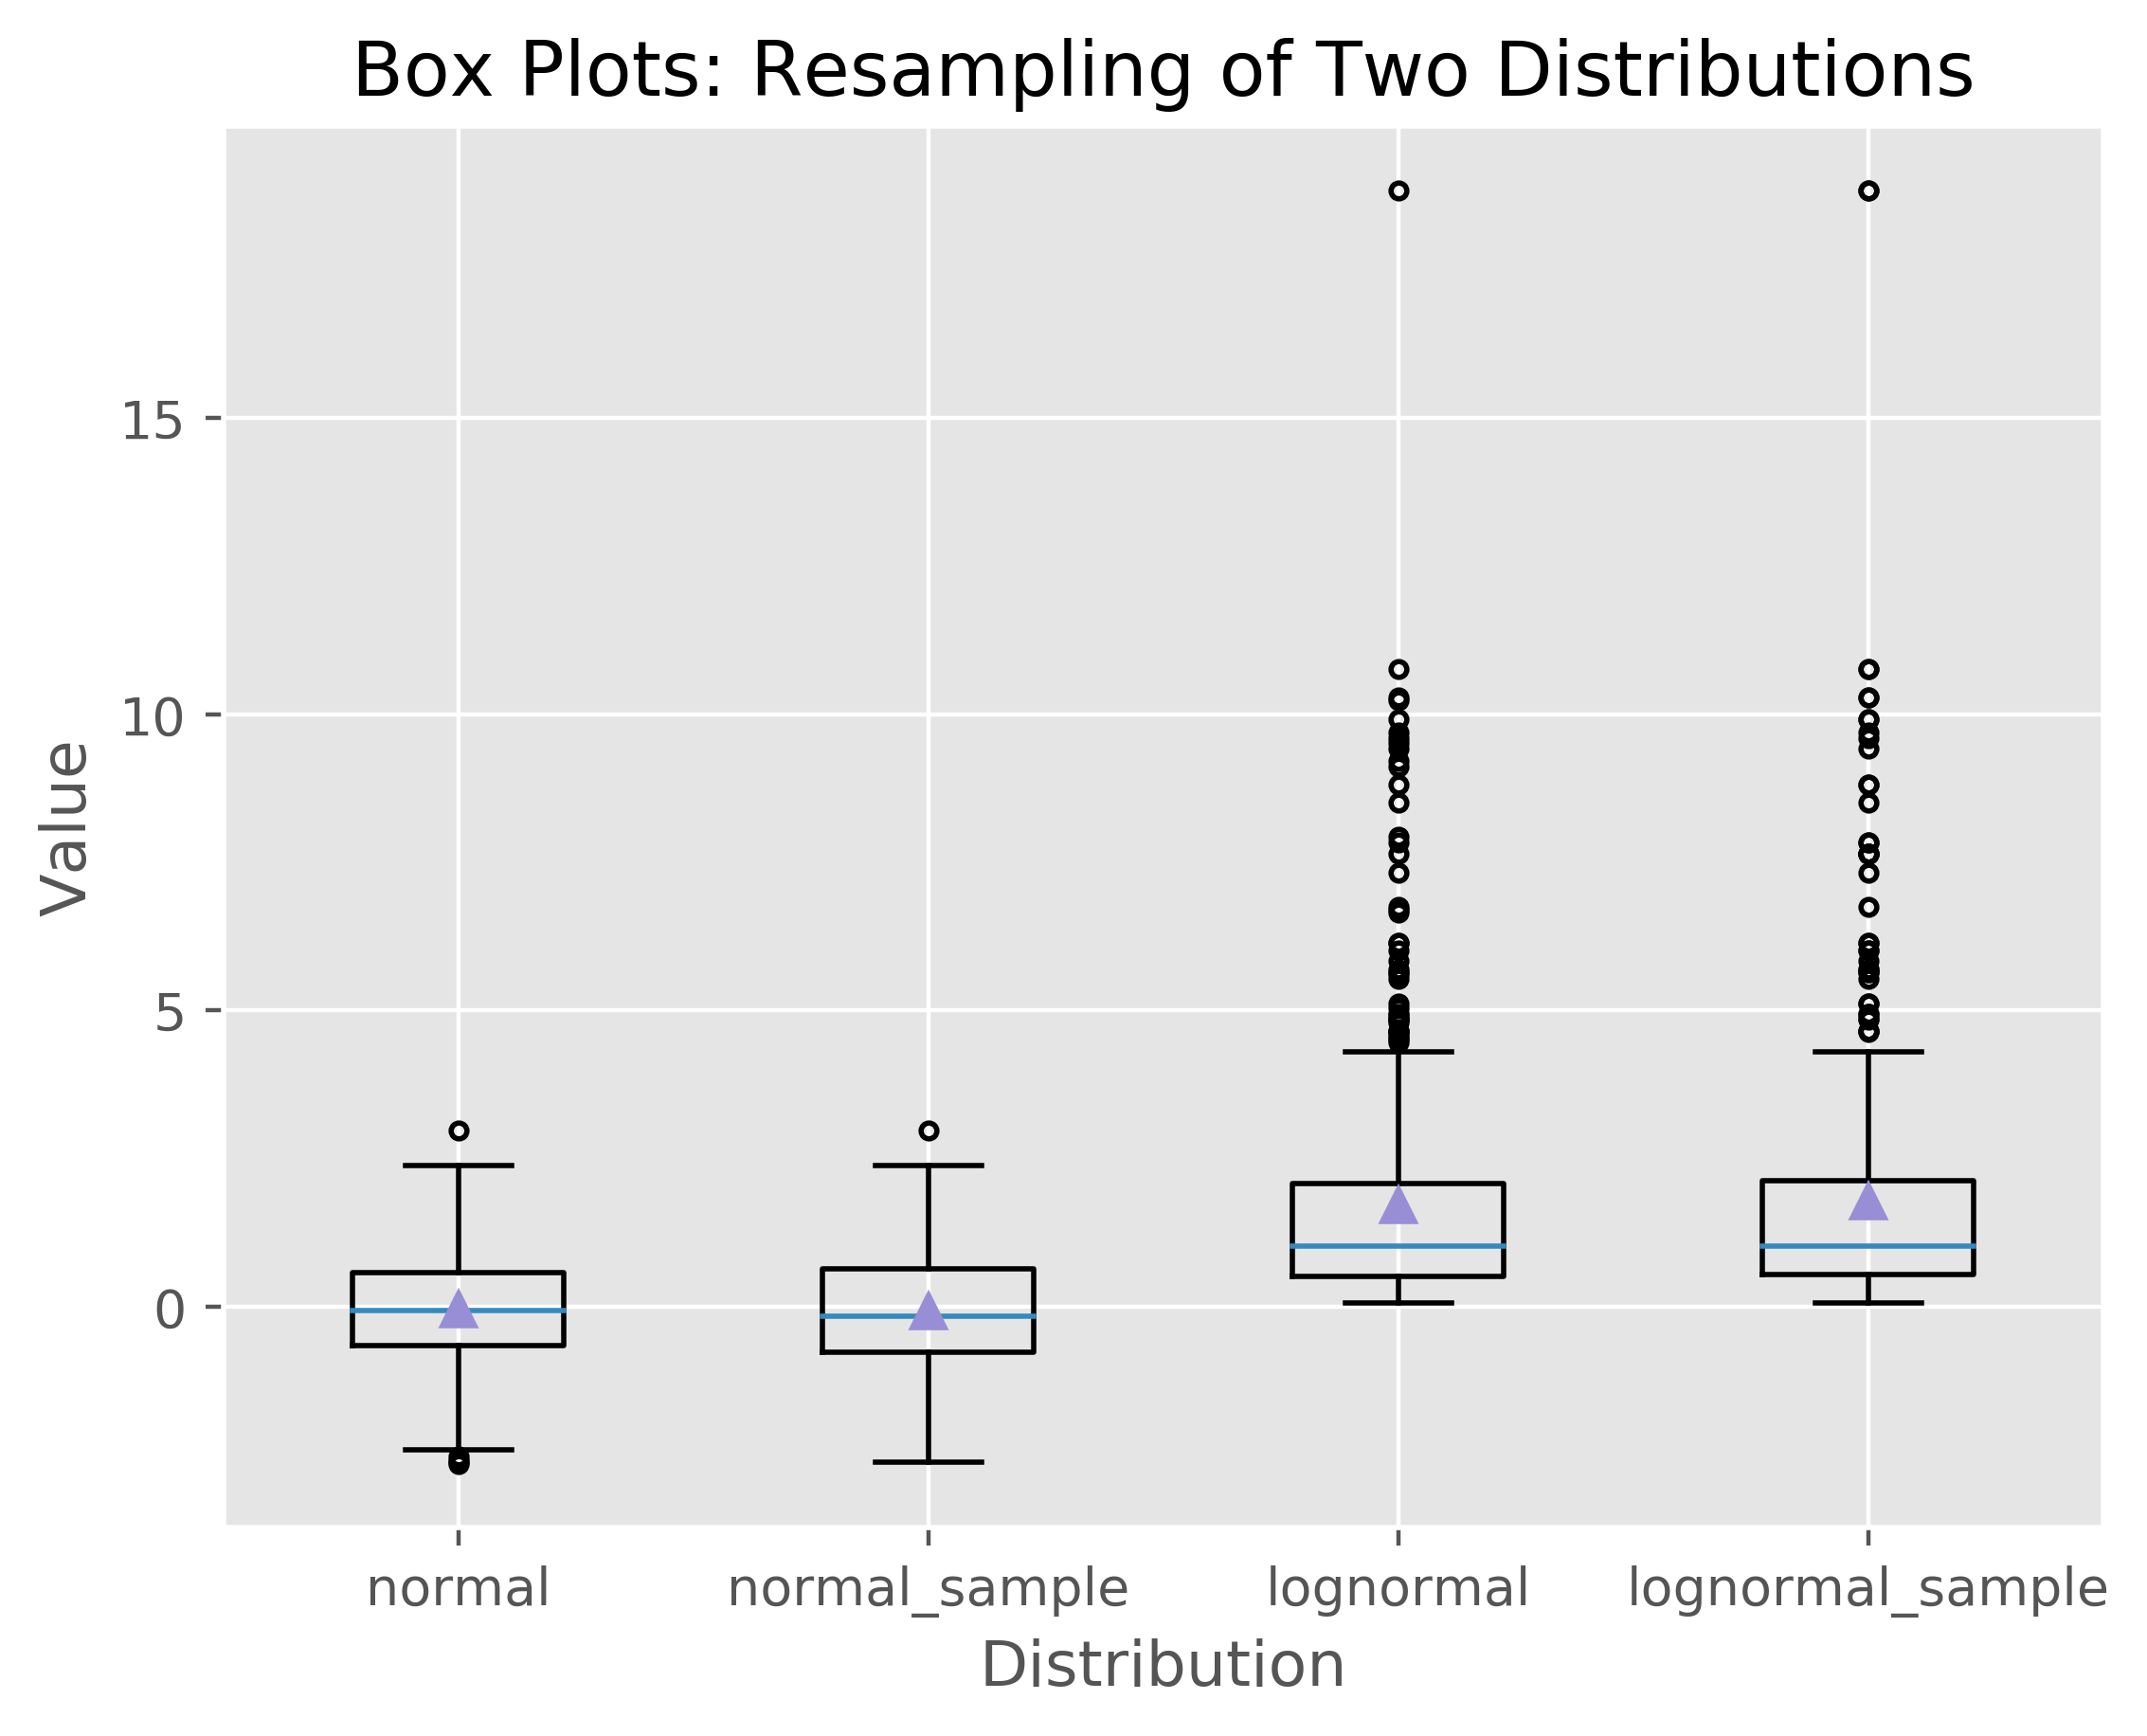 Box Plots: Resampling of Two Distributions
Value
15
10
5
0
normal normal_sample lognormal lognormal_sample
Distribution